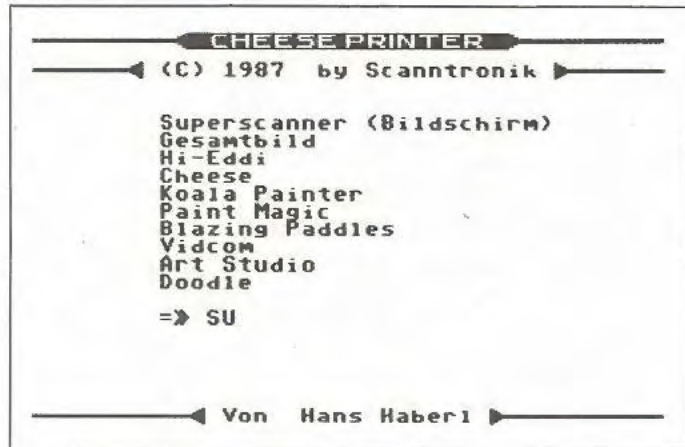 CHEESE PRINTER
(C) 1987 by Scanntronik
Superscanner (Bildschirm)
Gesamtbild
Hi-Eddi
Cheese
Koala Painter
Paint Magic
Blazing Paddles
Vidcom
Art Studio
Doodle
=» SU
Von Hans Haberl